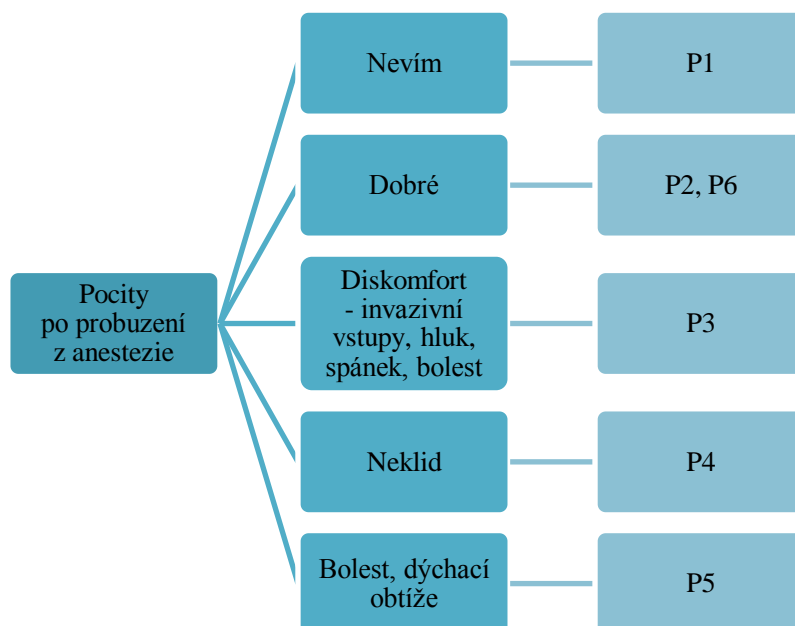 Pocity
po probuzení
z anestezie
Nevím
P1
Dobré
P2, P6
Diskomfort
- invazivní
vstupy, hluk,
spánek, bolest
P3
Neklid
P4
Bolest, dýchací
obtíže
P5